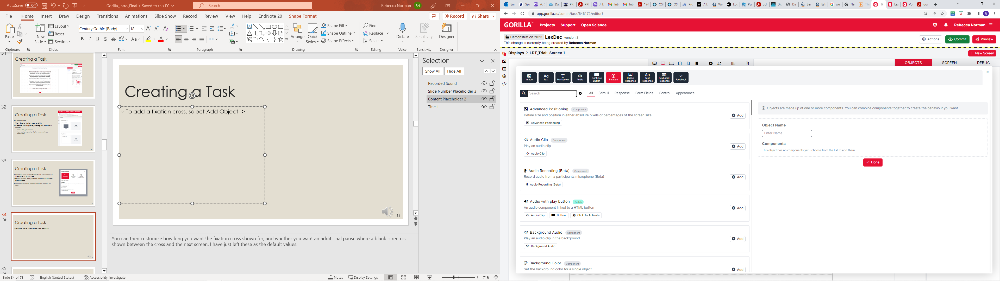 AutoSave Off
Gorilla_Intro_Final • Saved to this PC
Search
Rebecca Norman RN
File Home Insert Draw Design Transitions Animations Slide Show Record Review View Help EndNote 20 Shape Format
Record Share
Paste
Clipboard
New Slide
Layout
Reset
Section
Slides
Century Gothic (Body) 18
Font
Paragraph
Arrange
Quick Styles
Shape Fill
Shape Outline
Shape Effects
Drawing
Find
Replace
Select
Editing
Dictate
Voice
Sensitivity
Sensitivity
Designer
Designer
31
Creating a Task
Welcome to the main experiment!
32
Creating a Task
33
Creating a Task
34
Creating a Task
To add a fixation cross, select Add Object ->
35
Creating a Task
To add a fixation cross, select Add Object ->
34
Selection
Show All Hide All
Recorded Sound
Slide Number Placeholder 3
Content Placeholder 2
Title 1
You can then customize how long you want the fixation cross shown for, and whether you want an additional pause where a blank screen is
shown between the cross and the next screen. I have just left these as the default values.
Slide 34 of 78 English (United States) Accessibility: Investigate Notes Display Settings 71%
app.gorilla.sc/admin/task/646172/editor?
GORILLA™ Projects Support Open Science Rebecca Norman
Demonstration 2023 LexDec version 3
This change is currently being created by Rebecca Norman
Actions Commit Preview
Displays > LDT_Trial: Screen 1
New Screen
OBJECTS SCREEN DEBUG
Image
Text
Markdown
Audio
Continue Button
Fixation
Image Response
Text Response
Keyboard Response
Feedback
Search
All Stimuli Response Form Fields Control Appearance
Advanced Positioning Component
Define size and position in either absolute pixels or percentages of the screen size
Advanced Positioning
Add
Audio Clip Component
Play an audio clip
Audio Clip
Add
Audio Recording (Beta) Component
Record audio from a participants microphone (Beta)
Audio Recording (Beta)
Add
Audio with play button Prefab
An audio component linked to a HTML button
Audio Clip Button Click To Activate
Add
Background Audio Component
Play an audio clip in the background
Background Audio
Add
Background Color Component
Set the background color for a single object
Add
Objects are made up of one or more components. You can combine components together to create the behaviour you want.
Object Name
Enter Name
Components
This object has no components yet - choose from the list to add them
Done